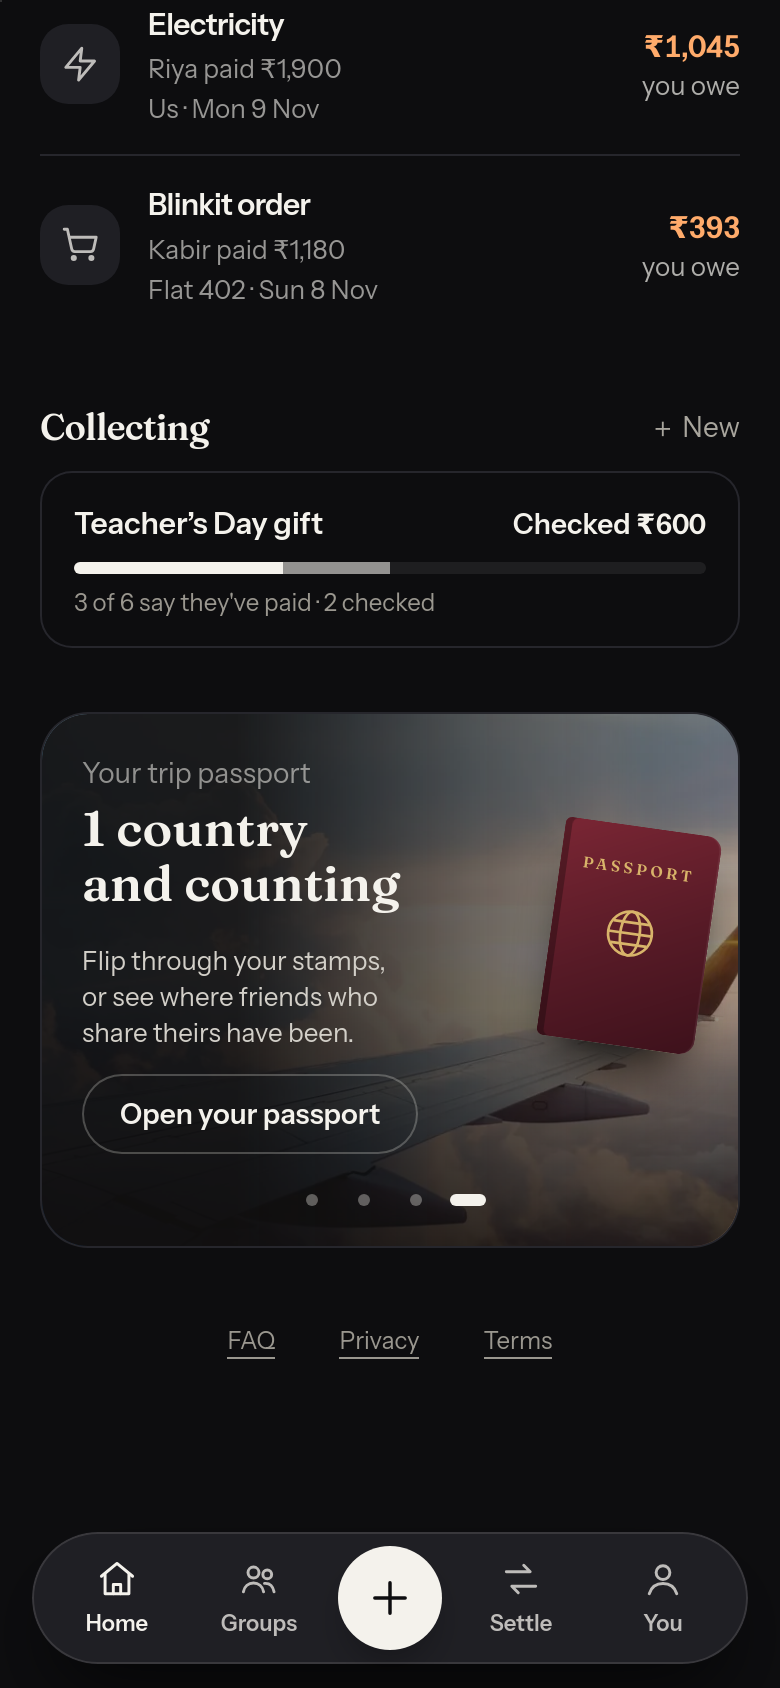 Electricity
Riya paid ₹1,900
Us · Mon 9 Nov
₹1,045
you owe
Blinkit order
Kabir paid ₹1,180
Flat 402 · Sun 8 Nov
₹393
you owe
Collecting
+ New
Teacher’s Day gift
Checked ₹600
3 of 6 say they've paid · 2 checked
Your trip passport
1 country
and counting
PASSPORT
Flip through your stamps,
or see where friends who
share theirs have been.
Open your passport
FAQ
Privacy
Terms
Home
Groups
Settle
You